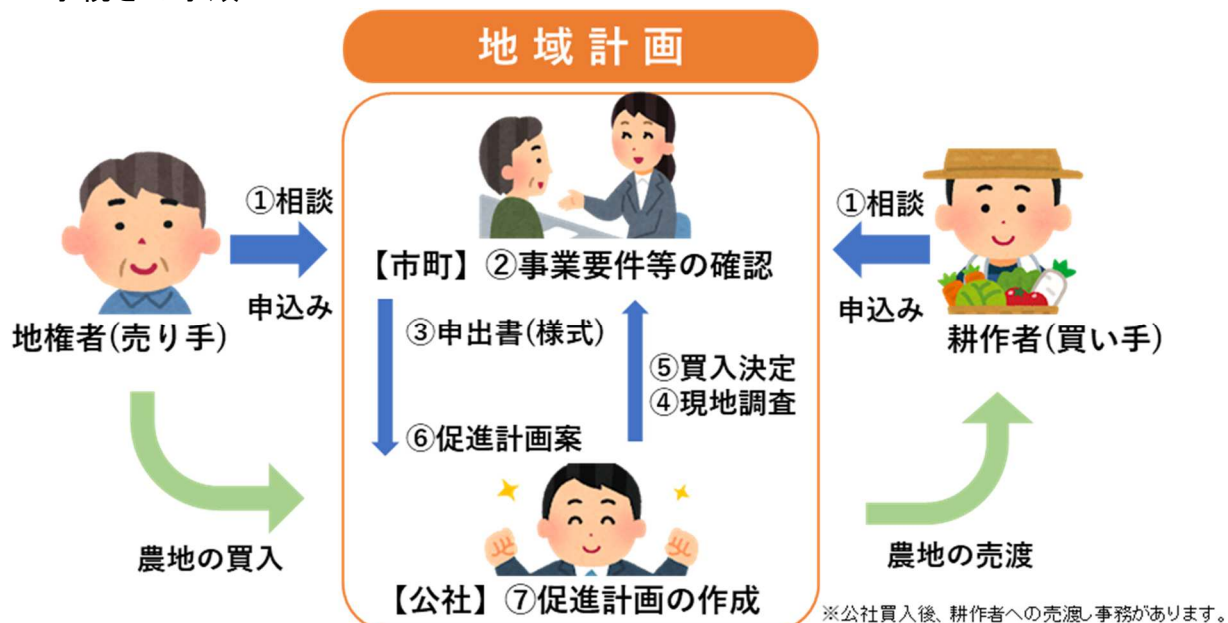 地域計画
①相談
申込み
地権者(売り手)
【市町】②事業要件等の確認
③申出書(様式)
⑤買入決定
④現地調査
⑥促進計画案
【公社】⑦促進計画の作成
①相談
申込み
耕作者(買い手)
農地の買入
農地の売渡
※公社買入後、耕作者への売渡し事務があります。